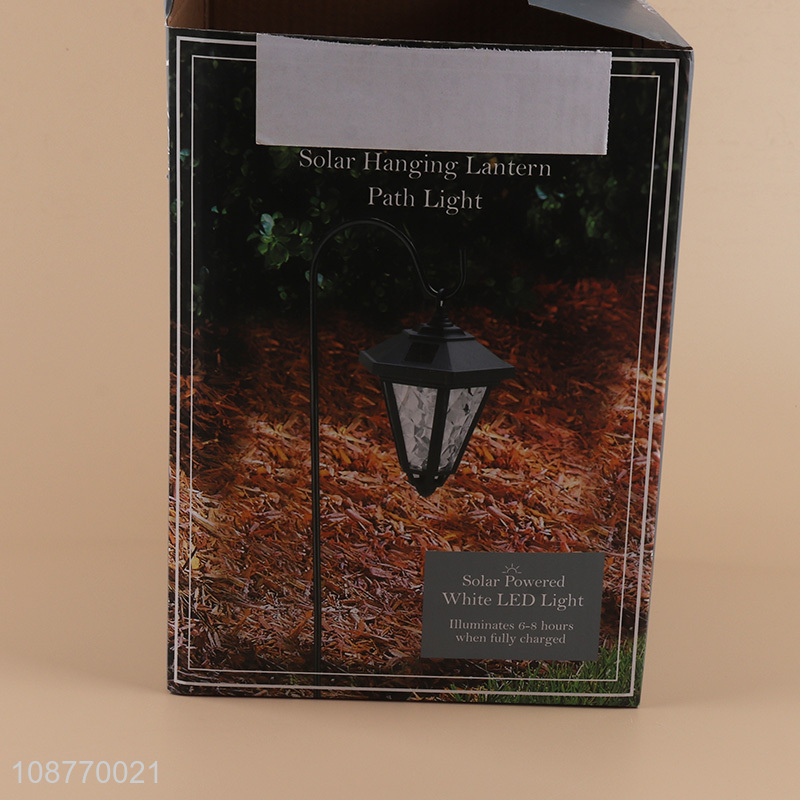 Solar Hanging Lantern
Path Light
Solar Powered
White LED Light
Illuminates 6-8 hours
when fully charged
108770021